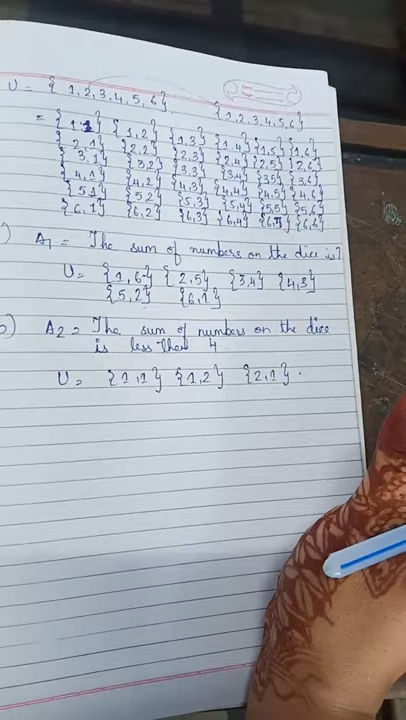 U = { 1,2,3,4,5,6} {1,2,3,4,5,6}
= {1,1} {1,2} {1,3} {1,4} {1,5} {1,6}
{2,1} {2,2} {2,3} {2,4} {2,5} {2,6}
{3,1} {3,2} {3,3} {3,4} {3,5} {3,6}
{4,1} {4,2} {4,3} {4,4} {4,5} {4,6}
{5,1} {5,2} {5,3} {5,4} {5,5} {5,6}
{6,1} {6,2} {6,3} {6,4} {6,5} {6,6}
) A1 = The sum of numbers on the dice is 7
U = {1,6} {2,5} {3,4} {4,3}
{5,2} {6,1}
b) A2 = The sum of numbers on the dice
is less than 4
U = {1,1} {1,2} {2,1} .